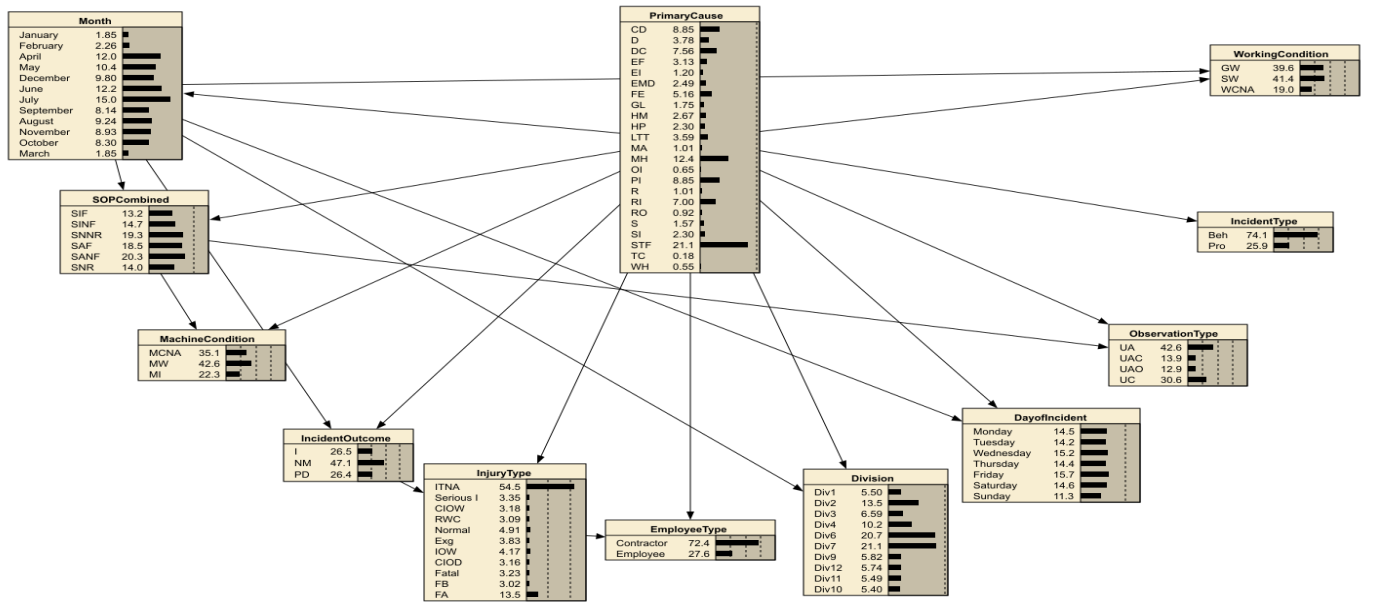 Month
January 1.85
February 2.26
April 12.0
May 10.4
December 9.80
June 12.2
July 15.0
September 8.14
August 9.24
November 8.93
October 8.30
March 1.85
PrimaryCause
CD 8.85
D 3.78
DC 7.56
EF 3.13
EI 1.20
EMD 2.49
FE 5.16
GL 1.75
HM 2.67
HP 2.30
LTT 3.59
MA 1.01
MH 12.4
OI 0.65
PI 8.85
R 1.01
RI 7.00
RO 0.92
S 1.57
SI 2.30
STF 21.1
TC 0.18
WH 0.55
WorkingCondition
GW 39.6
SW 41.4
WCNA 19.0
SOPCombined
SIF 13.2
SINF 14.7
SNNR 19.3
SAF 18.5
SANF 20.3
SNR 14.0
IncidentType
Beh 74.1
Pro 25.9
MachineCondition
MCNA 35.1
MW 42.6
MI 22.3
ObservationType
UA 42.6
UAC 13.9
UAO 12.9
UC 30.6
IncidentOutcome
I 26.5
NM 47.1
PD 26.4
DayofIncident
Monday 14.5
Tuesday 14.2
Wednesday 15.2
Thursday 14.4
Friday 15.7
Saturday 14.6
Sunday 11.3
InjuryType
ITNA 54.5
Serious I 3.35
CIOW 3.18
RWC 3.09
Normal 4.91
Exg 3.83
IOW 4.17
CIOD 3.16
Fatal 3.23
FB 3.02
FA 13.5
Division
Div1 5.50
Div2 13.5
Div3 6.59
Div4 10.2
Div6 20.7
Div7 21.1
Div9 5.82
Div12 5.74
Div11 5.49
Div10 5.40
EmployeeType
Contractor 72.4
Employee 27.6